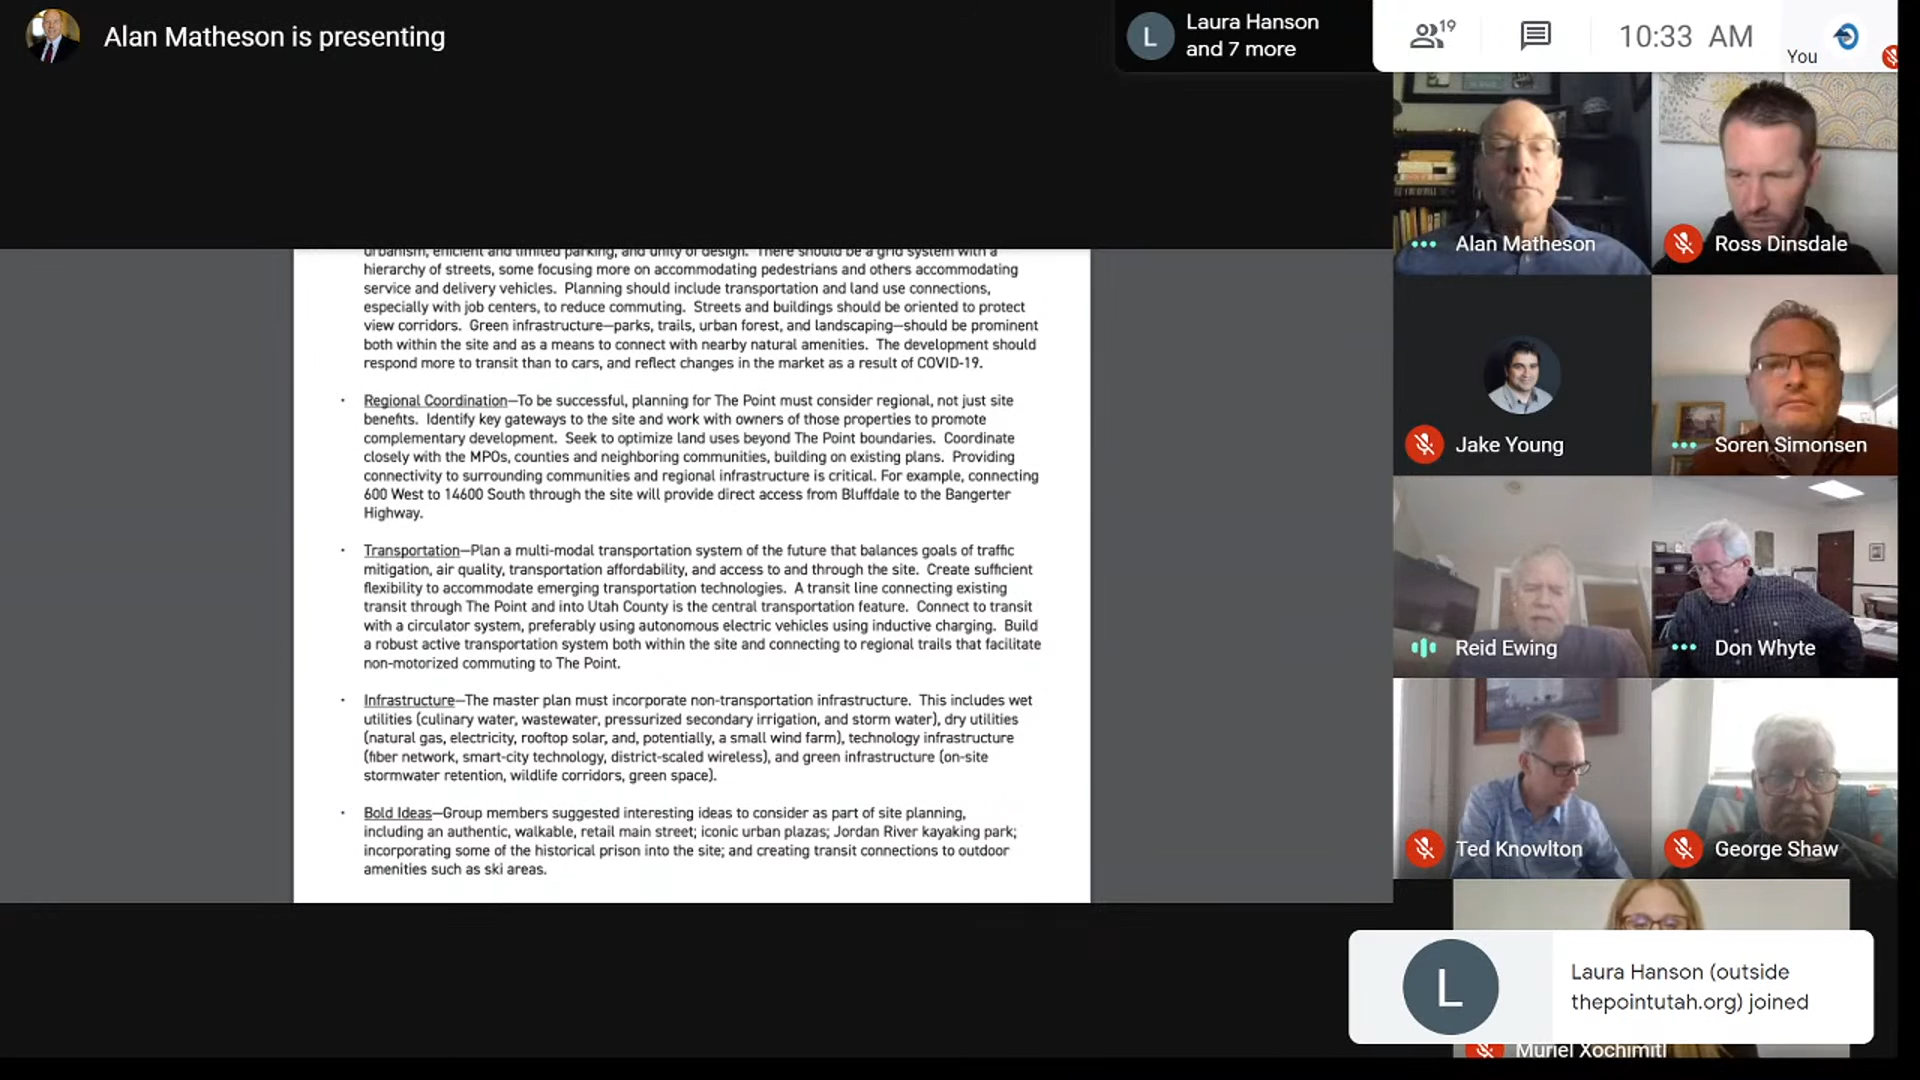 Alan Matheson is presenting
L
Laura Hanson
and 7 more
19
10:33 AM
You
urbanism, efficient and limited parking, and unity of design. There should be a grid system with a
hierarchy of streets, some focusing more on accommodating pedestrians and others accommodating
service and delivery vehicles. Planning should include transportation and land use connections,
especially with job centers, to reduce commuting. Streets and buildings should be oriented to protect
view corridors. Green infrastructure—parks, trails, urban forest, and landscaping—should be prominent
both within the site and as a means to connect with nearby natural amenities. The development should
respond more to transit than to cars, and reflect changes in the market as a result of COVID-19.
· Regional Coordination—To be successful, planning for The Point must consider regional, not just site
benefits. Identify key gateways to the site and work with owners of those properties to promote
complementary development. Seek to optimize land uses beyond The Point boundaries. Coordinate
closely with the MPOs, counties and neighboring communities, building on existing plans. Providing
connectivity to surrounding communities and regional infrastructure is critical. For example, connecting
600 West to 14600 South through the site will provide direct access from Bluffdale to the Bangerter
Highway.
· Transportation—Plan a multi-modal transportation system of the future that balances goals of traffic
mitigation, air quality, transportation affordability, and access to and through the site. Create sufficient
flexibility to accommodate emerging transportation technologies. A transit line connecting existing
transit through The Point and into Utah County is the central transportation feature. Connect to transit
with a circulator system, preferably using autonomous electric vehicles using inductive charging. Build
a robust active transportation system both within the site and connecting to regional trails that facilitate
non-motorized commuting to The Point.
· Infrastructure—The master plan must incorporate non-transportation infrastructure. This includes wet
utilities (culinary water, wastewater, pressurized secondary irrigation, and storm water), dry utilities
(natural gas, electricity, rooftop solar, and, potentially, a small wind farm), technology infrastructure
(fiber network, smart-city technology, district-scaled wireless), and green infrastructure (on-site
stormwater retention, wildlife corridors, green space).
· Bold Ideas—Group members suggested interesting ideas to consider as part of site planning,
including an authentic, walkable, retail main street; iconic urban plazas; Jordan River kayaking park;
incorporating some of the historical prison into the site; and creating transit connections to outdoor
amenities such as ski areas.
Alan Matheson
Ross Dinsdale
Jake Young
Soren Simonsen
Reid Ewing
Don Whyte
Ted Knowlton
George Shaw
L
Laura Hanson (outside
thepointutah.org) joined
Muriel Xochimitl